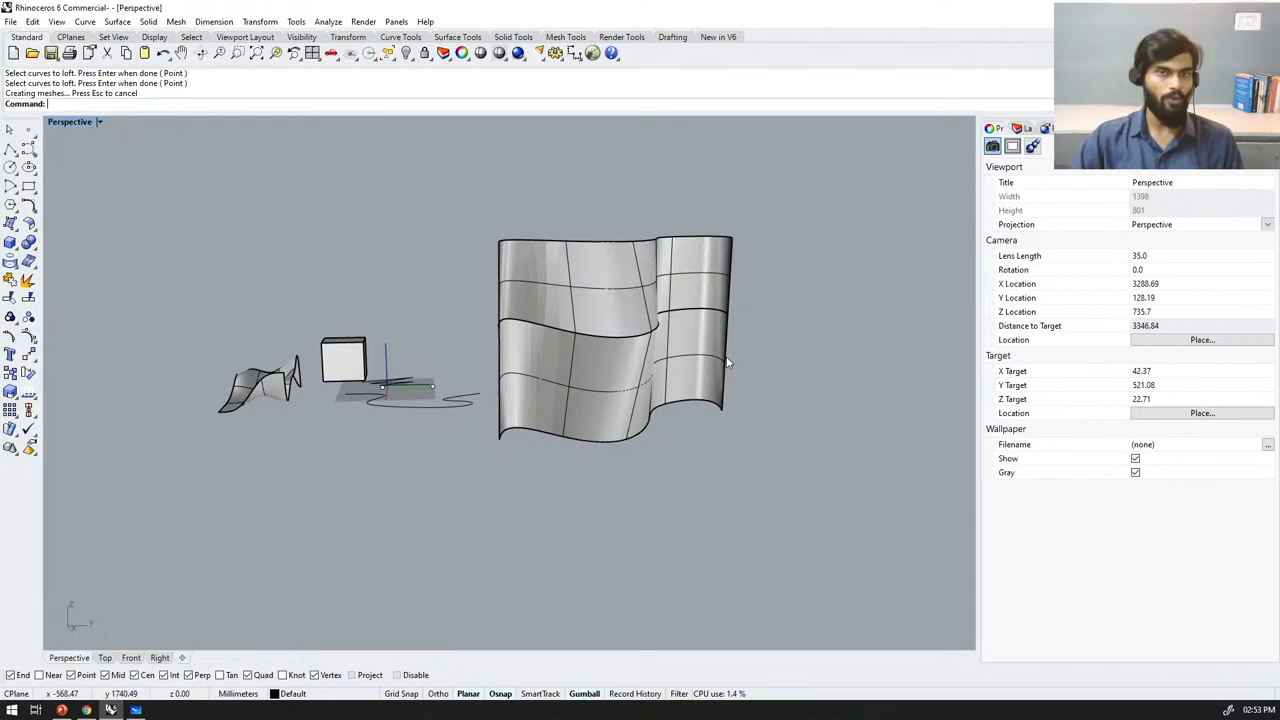 Rhinoceros 6 Commercial- - [Perspective]
File Edit View Curve Surface Solid Mesh Dimension Transform Tools Analyze Render Panels Help
Standard CPlanes Set View Display Select Viewport Layout Visibility Transform Curve Tools Surface Tools Solid Tools Mesh Tools Render Tools Drafting New in V6
Select curves to loft. Press Enter when done ( Point )
Select curves to loft. Press Enter when done ( Point )
Creating meshes... Press Esc to cancel
Command:
Perspective
Pr La
Viewport
Title Perspective
Width 1398
Height 801
Projection Perspective
Camera
Lens Length 35.0
Rotation 0.0
X Location 3288.69
Y Location 128.19
Z Location 735.7
Distance to Target 3346.84
Location Place...
Target
X Target 42.37
Y Target 521.08
Z Target 22.71
Location Place...
Wallpaper
Filename (none) ...
Show
Gray
z
y
x
Perspective Top Front Right
End Near Point Mid Cen Int Perp Tan Quad Knot Vertex Project Disable
CPlane x -568.47 y 1740.49 z 0.00 Millimeters Default Grid Snap Ortho Planar Osnap SmartTrack Gumball Record History Filter CPU use: 1.4 %
02:53 PM